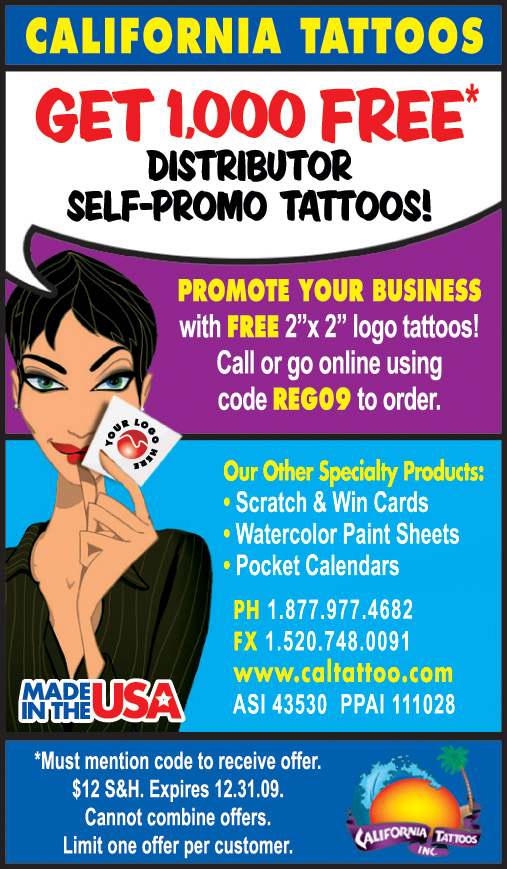 CALIFORNIA TATTOOS
GET 1,000 FREE*
DISTRIBUTOR
SELF-PROMO TATTOOS!
PROMOTE YOUR BUSINESS
with FREE 2”x 2” logo tattoos!
Call or go online using
code REG09 to order.
YOUR LOGO HERE
Our Other Specialty Products:
• Scratch & Win Cards
• Watercolor Paint Sheets
• Pocket Calendars
PH 1.877.977.4682
FX 1.520.748.0091
www.caltattoo.com
ASI 43530 PPAI 111028
MADE
IN THE USA
*Must mention code to receive offer.
$12 S&H. Expires 12.31.09.
Cannot combine offers.
Limit one offer per customer.
CALIFORNIA TATTOOS
INC.